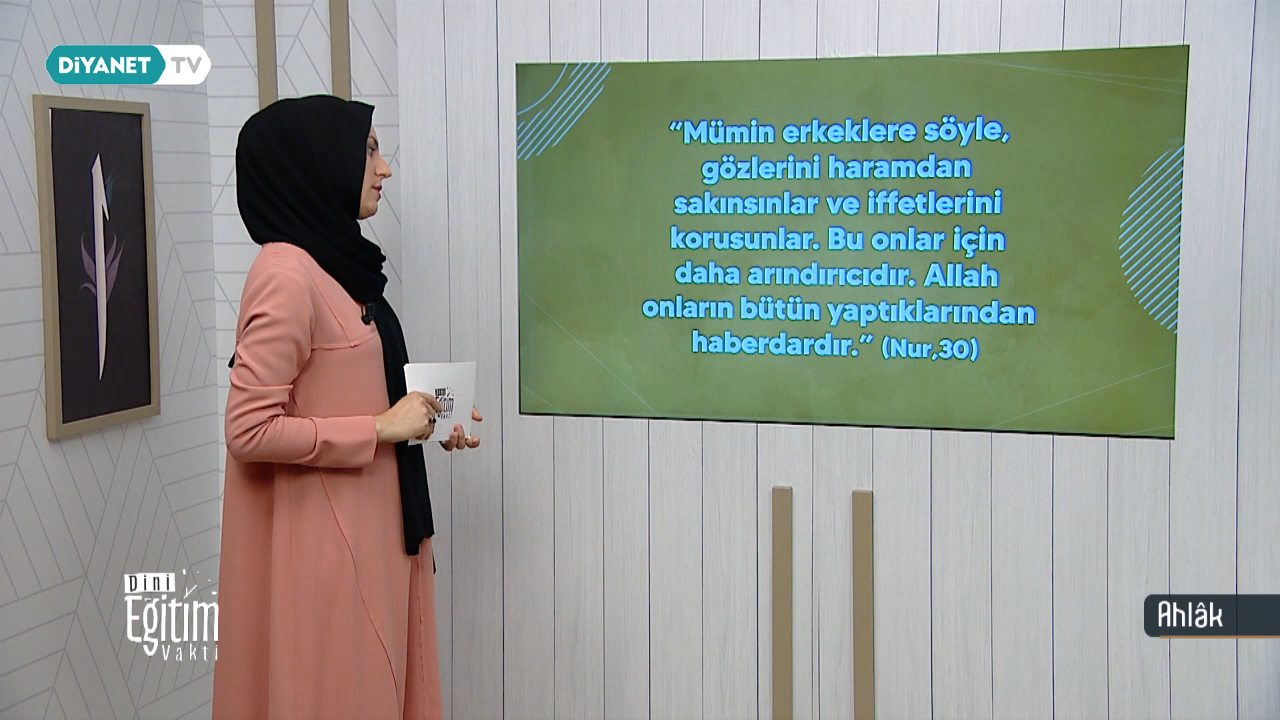 DİYANET TV
“Mümin erkeklere söyle,
gözlerini haramdan
sakınsınlar ve iffetlerini
korusunlar. Bu onlar için
daha arındırıcıdır. Allah
onların bütün yaptıklarından
haberdardır.” (Nur,30)
Dini
Eğitim
Vakti
Ahlâk